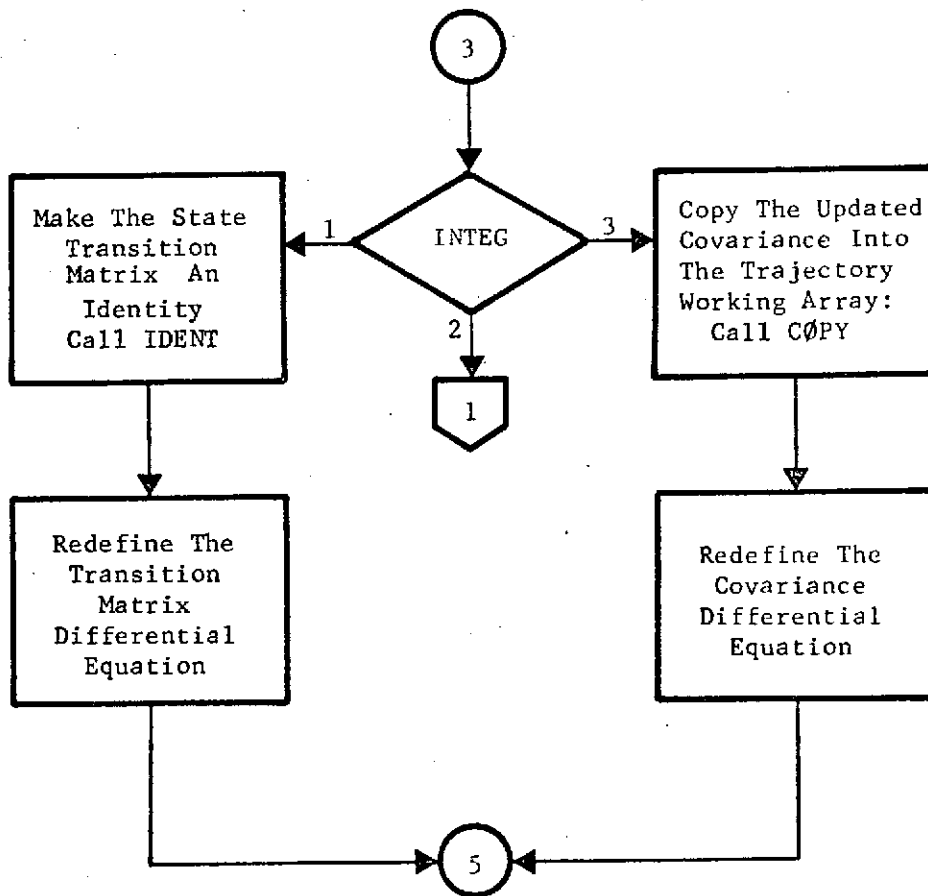 3
INTEG
1
3
2
1
Make The State
Transition
Matrix An
Identity
Call IDENT
Copy The Updated
Covariance Into
The Trajectory
Working Array:
Call CØPY
Redefine The
Transition
Matrix
Differential
Equation
Redefine The
Covariance
Differential
Equation
5